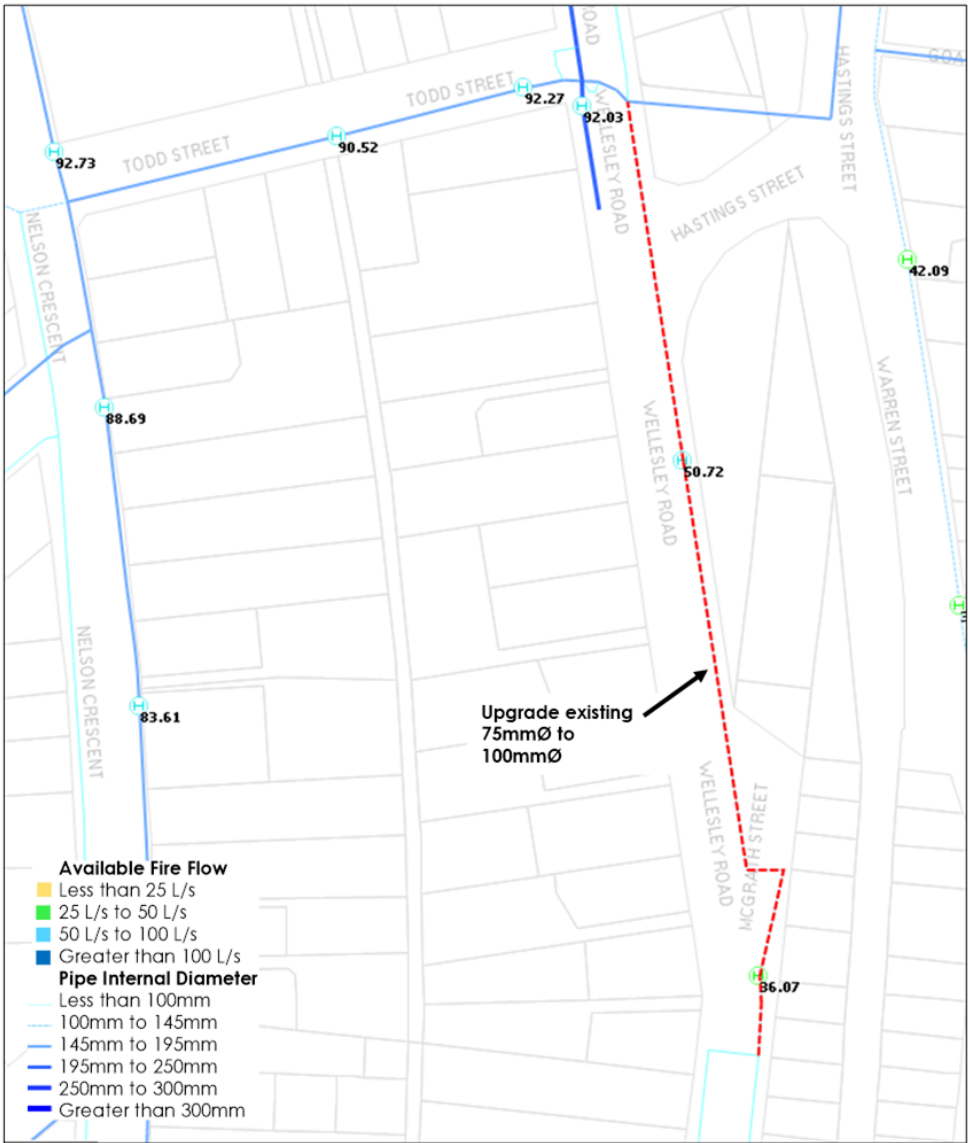 ROAD
TODD STREET
92.27
92.03
WELLESLEY ROAD
HASTINGS STREET
GOA
92.73
TODD STREET
90.52
HASTINGS STREET
NELSON CRESCENT
42.09
WARREN STREET
88.69
WELLESLEY ROAD
50.72
NELSON CRESCENT
83.61
Upgrade existing
75mmØ to
100mmØ
WELLESLEY ROAD
MCGRATH STREET
36.07
Available Fire Flow
Less than 25 L/s
25 L/s to 50 L/s
50 L/s to 100 L/s
Greater than 100 L/s
Pipe Internal Diameter
Less than 100mm
100mm to 145mm
145mm to 195mm
195mm to 250mm
250mm to 300mm
Greater than 300mm